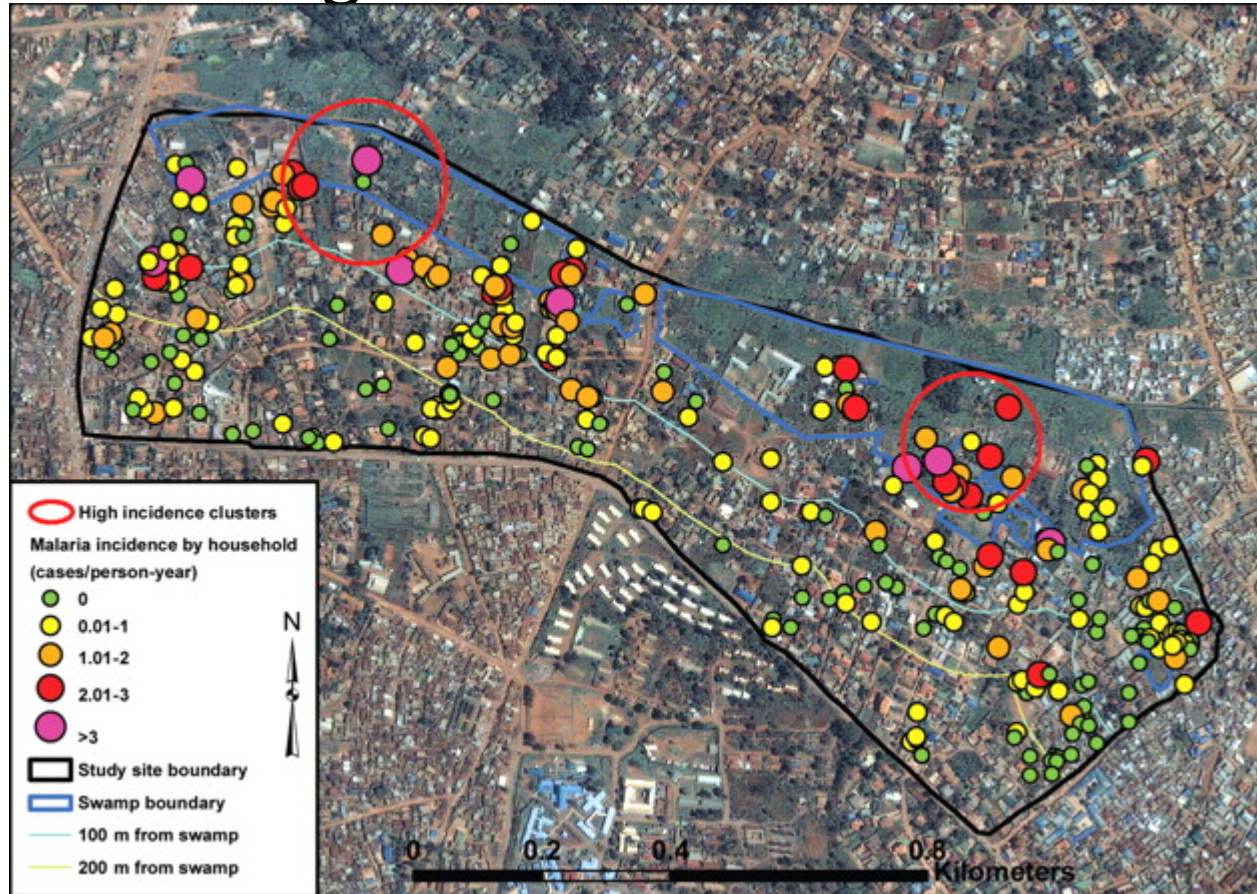 High incidence clusters
Malaria incidence by household
(cases/person-year)
0
0.01-1
1.01-2
2.01-3
>3
Study site boundary
Swamp boundary
100 m from swamp
200 m from swamp
N
0 0.2 0.4 0.8
Kilometers